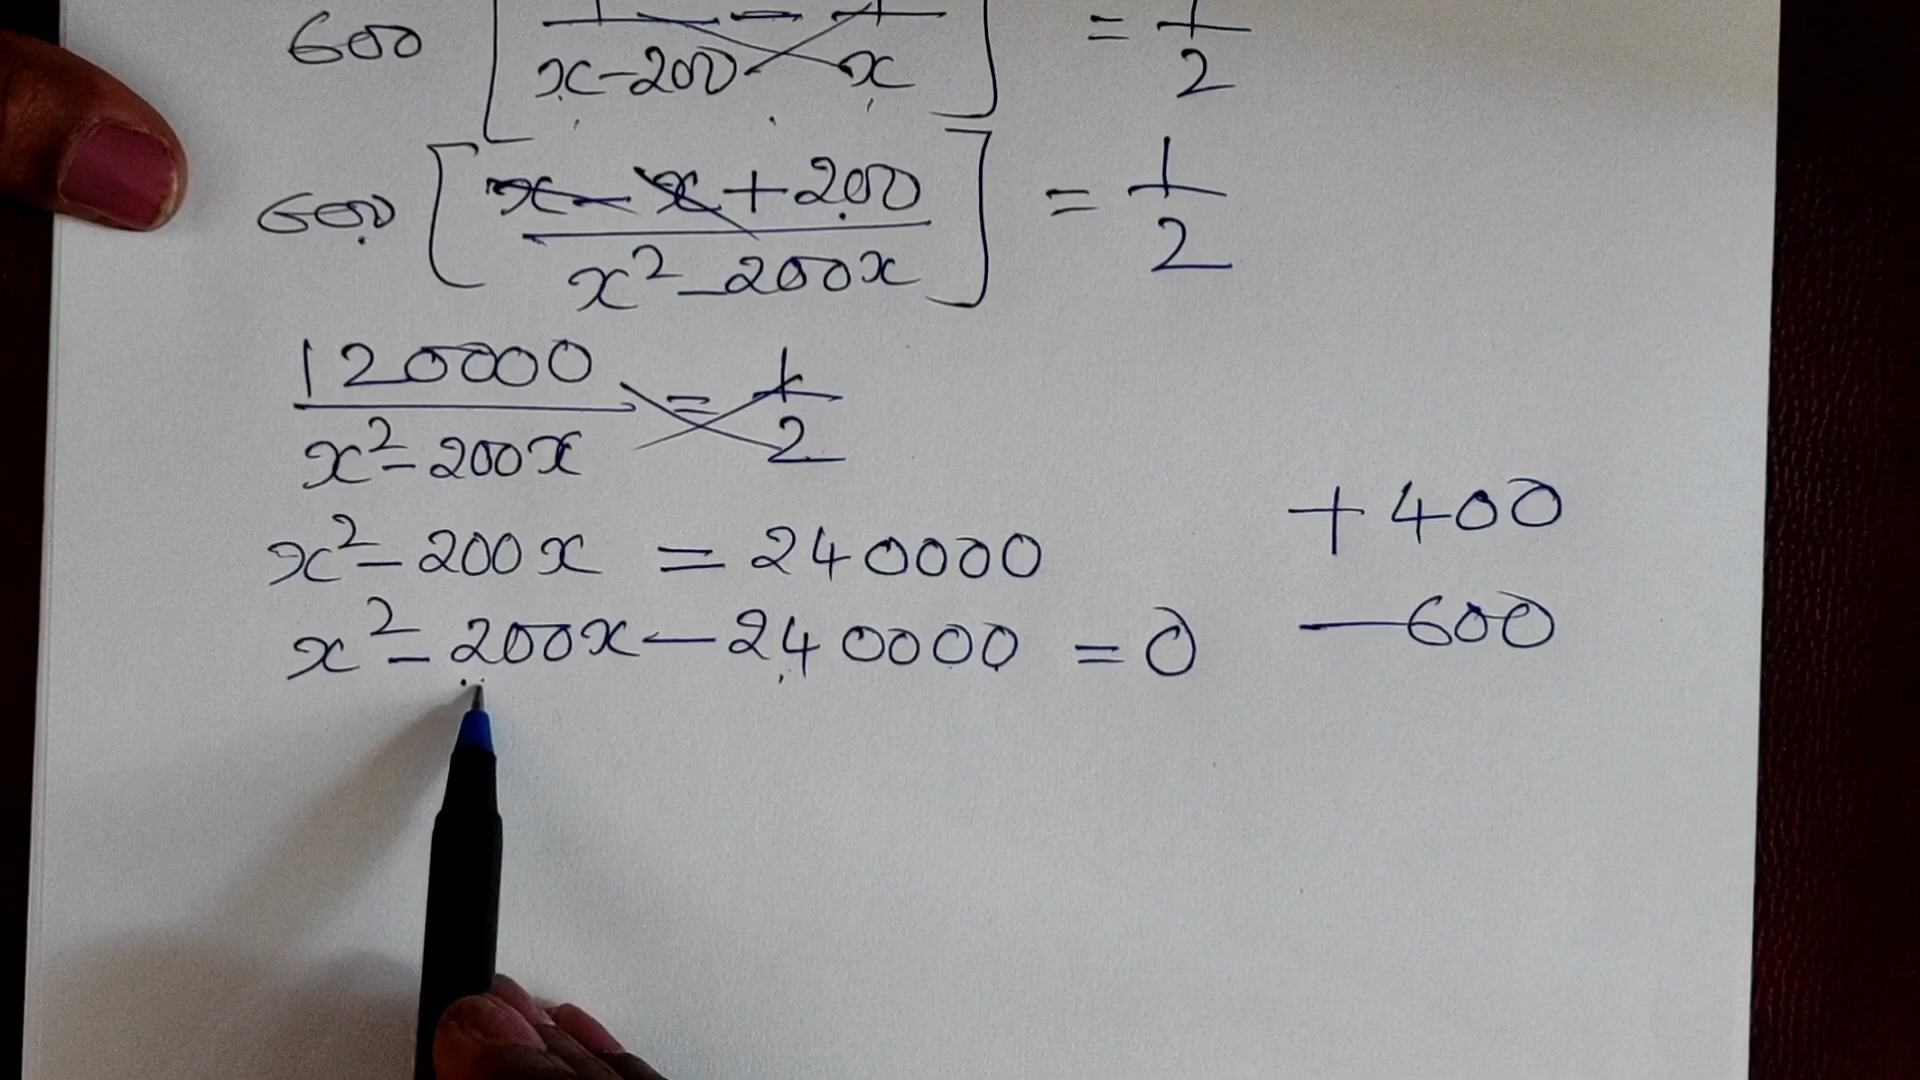 600 [1/(x-200) - 1/x] = 1/2
600 [(x - x + 200)/(x² - 200x)] = 1/2
120000/(x² - 200x) = 1/2
x² - 200x = 240000
+400
x² - 200x - 240000 = 0
-600